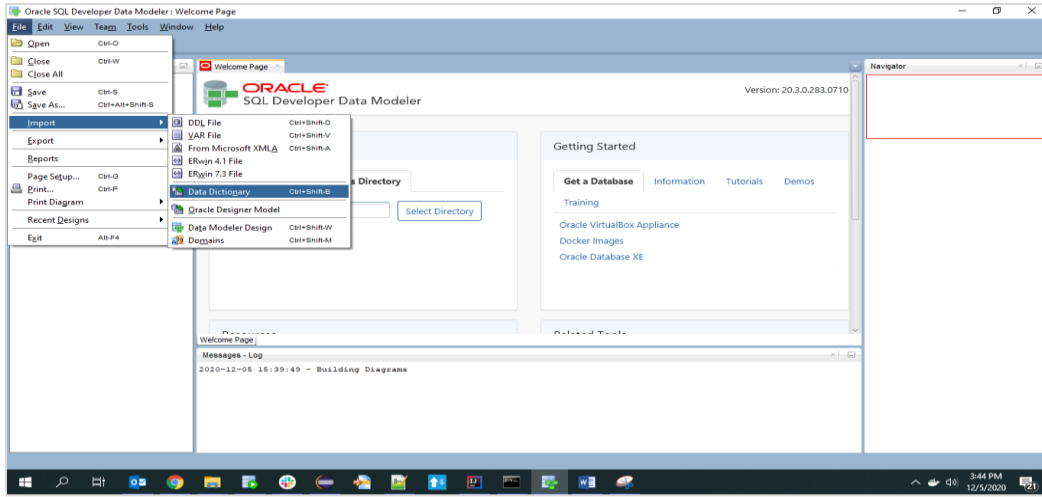 Oracle SQL Developer Data Modeler : Welcome Page
File Edit View Team Tools Window Help
Open Ctrl-O
Close Ctrl-W
Close All
Save Ctrl-S
Save As... Ctrl+Alt+Shift-S
Import
Export
Reports
Page Setup... Ctrl-G
Print... Ctrl-P
Print Diagram
Recent Designs
Exit Alt-F4
DDL File Ctrl+Shift-D
VAR File Ctrl+Shift-V
From Microsoft XMLA Ctrl+Shift-A
ERwin 4.1 File
ERwin 7.3 File
Data Dictionary Ctrl+Shift-B
Oracle Designer Model
Data Modeler Design Ctrl+Shift-W
Domains Ctrl+Shift-M
Welcome Page
ORACLE
SQL Developer Data Modeler
Version: 20.3.0.283.0710
s Directory
Select Directory
Getting Started
Get a Database Information Tutorials Demos
Training
Oracle VirtualBox Appliance
Docker Images
Oracle Database XE
Related Tools
Welcome Page
Messages - Log
2020-12-05 15:39:49 - Building Diagrams
Navigator
3:44 PM
12/5/2020
21